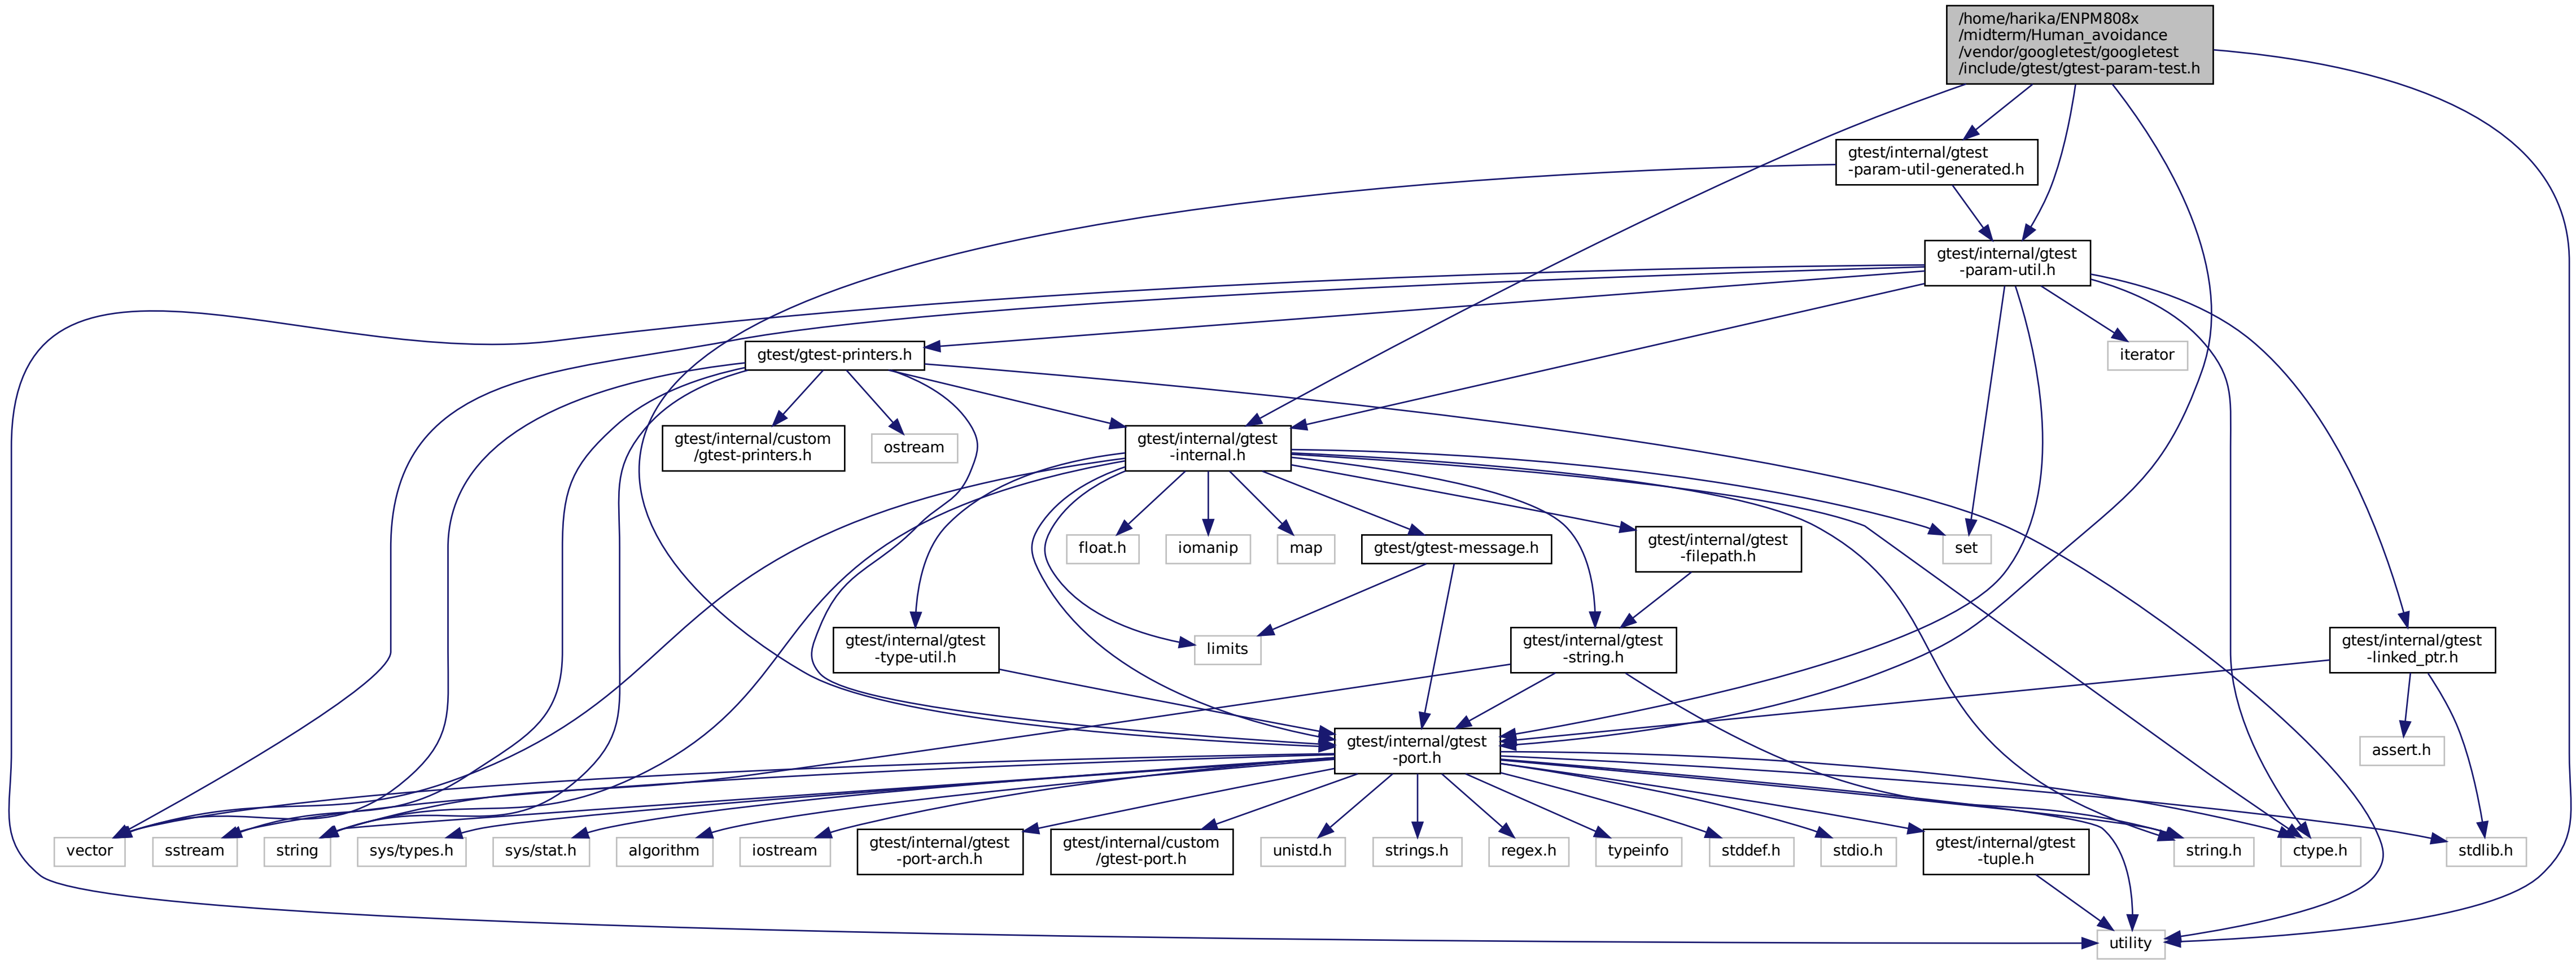 /home/harika/ENPM808x
/midterm/Human_avoidance
/vendor/googletest/googletest
/include/gtest/gtest-param-test.h
gtest/internal/gtest
-param-util-generated.h
gtest/internal/gtest
-param-util.h
gtest/gtest-printers.h
iterator
gtest/internal/custom
/gtest-printers.h
ostream
gtest/internal/gtest
-internal.h
float.h
iomanip
map
gtest/gtest-message.h
gtest/internal/gtest
-filepath.h
set
gtest/internal/gtest
-type-util.h
limits
gtest/internal/gtest
-string.h
gtest/internal/gtest
-linked_ptr.h
gtest/internal/gtest
-port.h
assert.h
vector
sstream
string
sys/types.h
sys/stat.h
algorithm
iostream
gtest/internal/gtest
-port-arch.h
gtest/internal/custom
/gtest-port.h
unistd.h
strings.h
regex.h
typeinfo
stddef.h
stdio.h
gtest/internal/gtest
-tuple.h
string.h
ctype.h
stdlib.h
utility